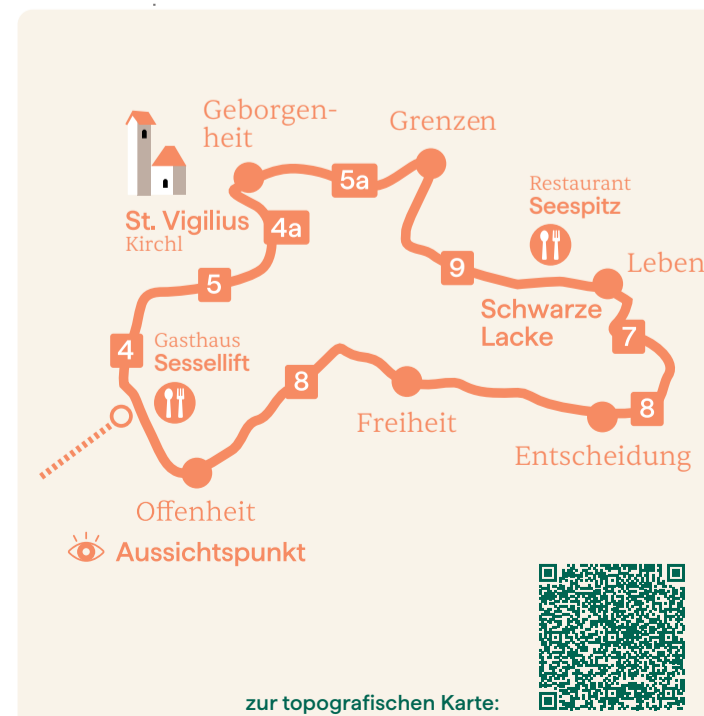 Geborgen-
heit
Grenzen
5a
Restaurant
Seespitz
St. Vigilius
Kirchl
4a
9
Leben
5
Schwarze
Lacke
7
4
Gasthaus
Sessellift
8
8
Freiheit
Entscheidung
Offenheit
Aussichtspunkt
zur topografischen Karte: